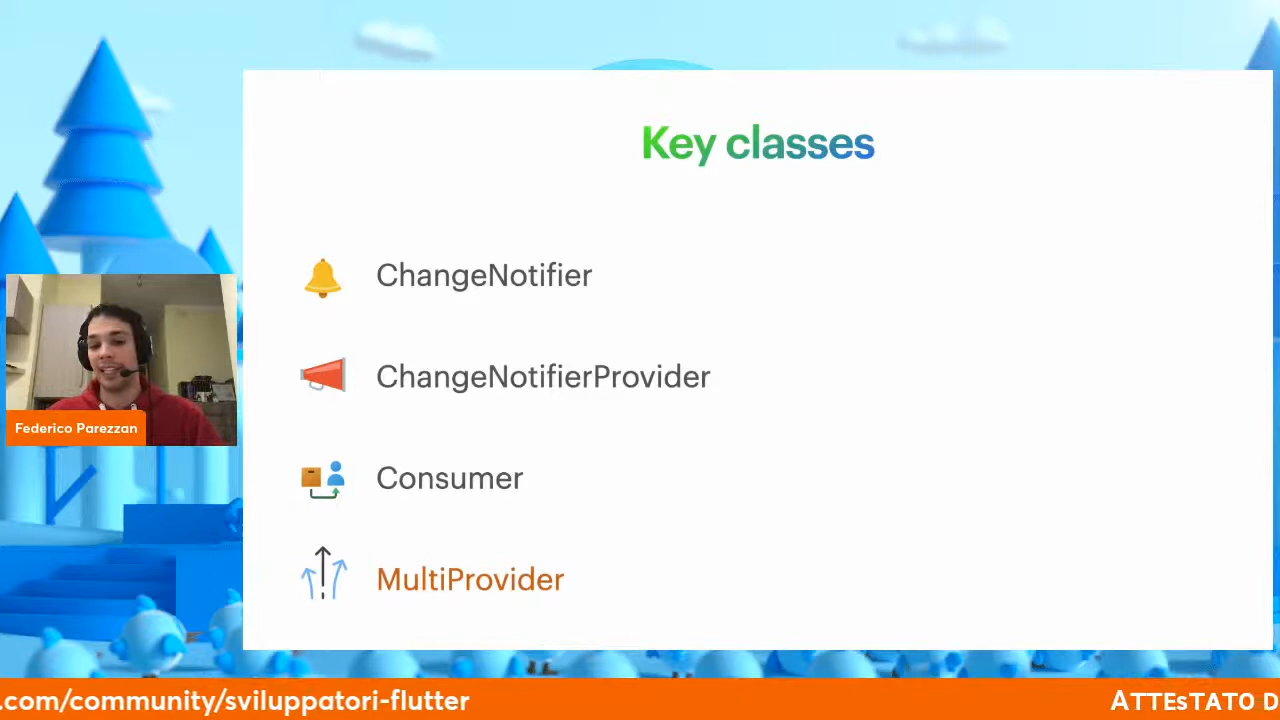 Key classes
ChangeNotifier
ChangeNotifierProvider
Consumer
MultiProvider
Federico Parezzan
.com/community/sviluppatori-flutter
ATTEsTATO D